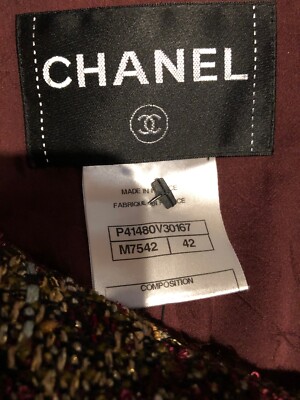 CHANEL
MADE IN
FABRIQUE
P41480V30167
M7542 42
COMPOSITION